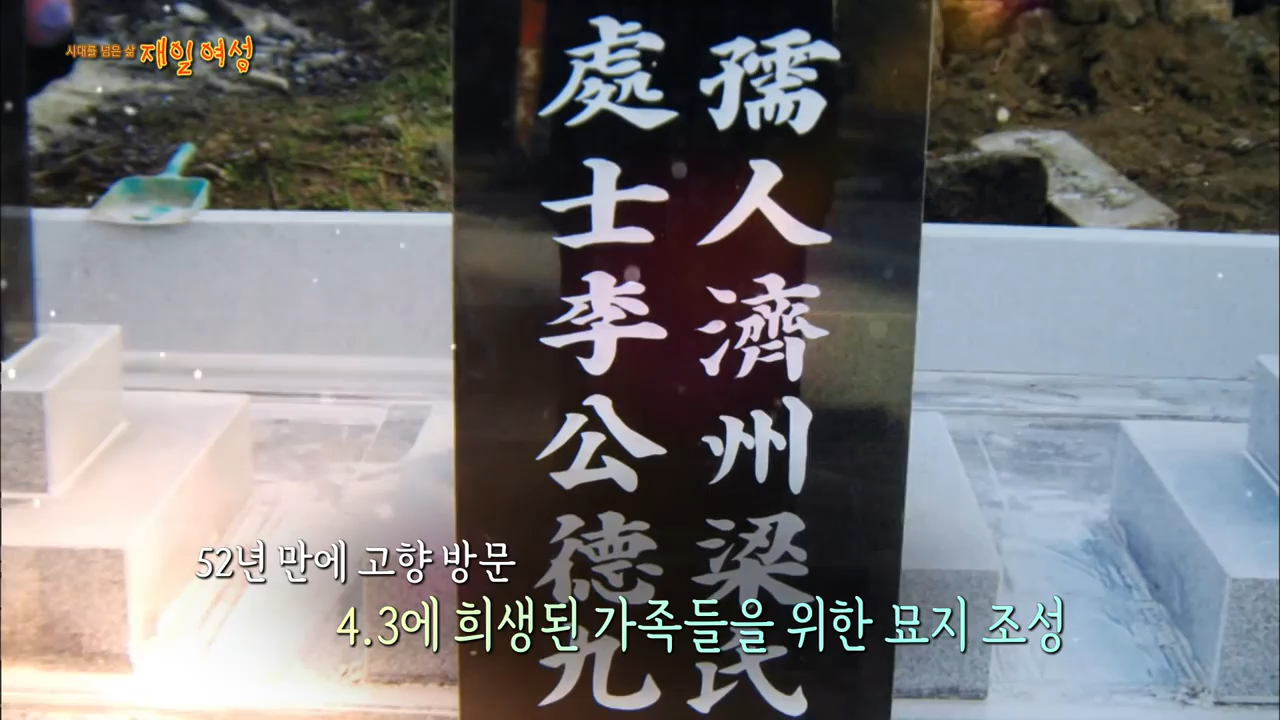 시대를 넘은 삶 재일여성
孺人濟州梁氏
處士李公德九
52년 만에 고향 방문
4.3에 희생된 가족들을 위한 묘지 조성